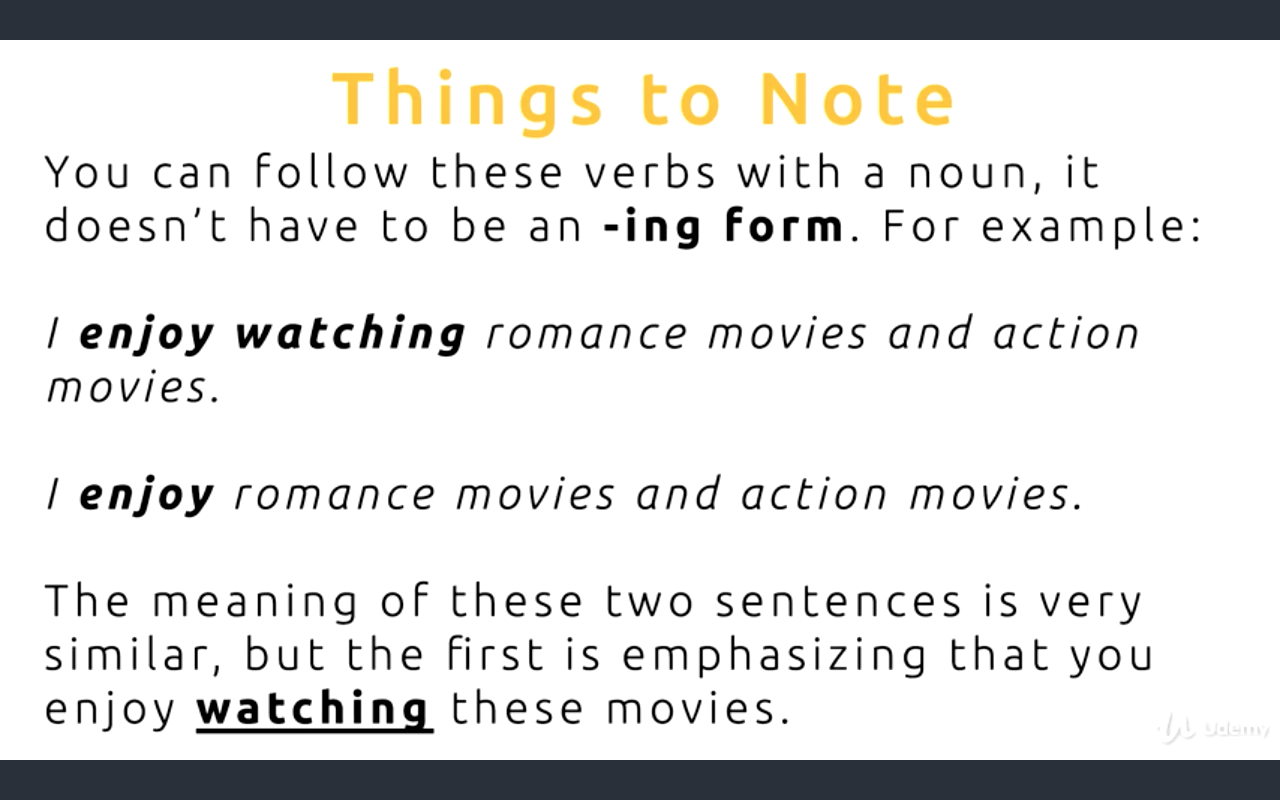 Things to Note
You can follow these verbs with a noun, it
doesn’t have to be an -ing form. For example:
I enjoy watching romance movies and action
movies.
I enjoy romance movies and action movies.
The meaning of these two sentences is very
similar, but the first is emphasizing that you
enjoy watching these movies.
Udemy